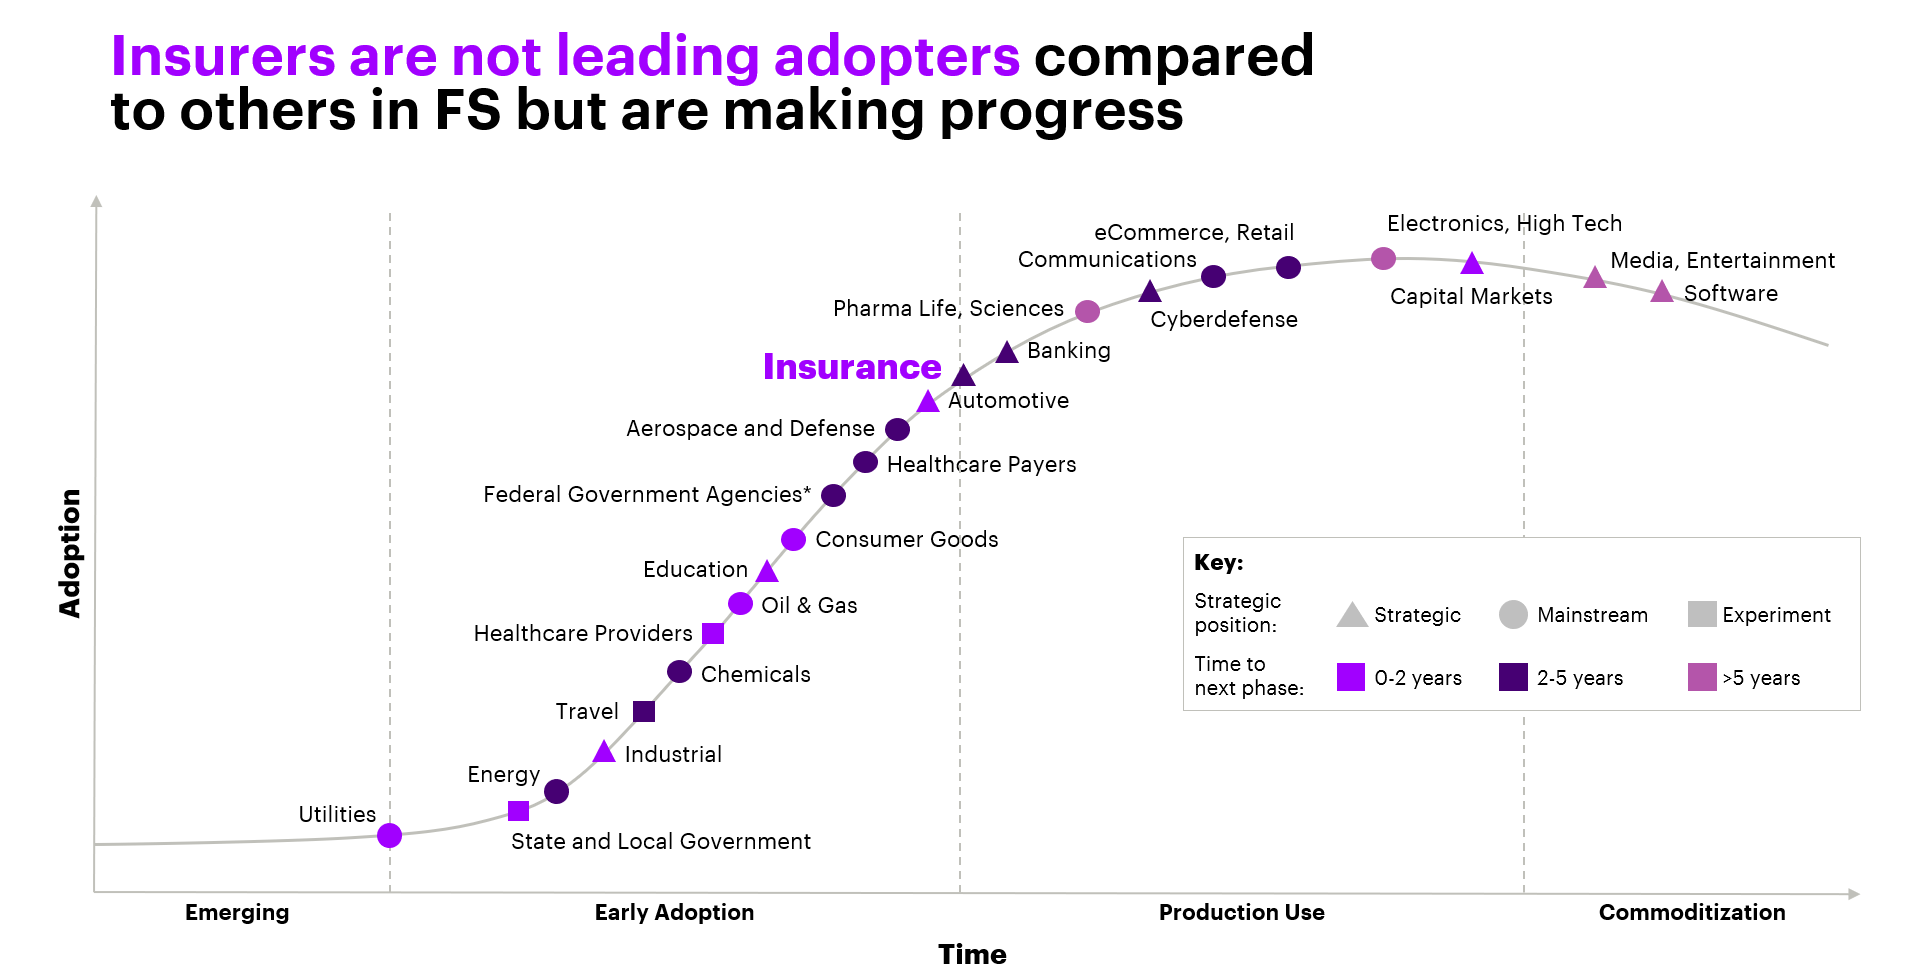 Insurers are not leading adopters compared
to others in FS but are making progress
Electronics, High Tech
eCommerce, Retail
Communications
Media, Entertainment
Software
Capital Markets
Pharma Life, Sciences
Cyberdefense
Banking
Insurance
Automotive
Aerospace and Defense
Healthcare Payers
Federal Government Agencies*
Consumer Goods
Education
Oil & Gas
Healthcare Providers
Chemicals
Travel
Industrial
Energy
Utilities
State and Local Government
Adoption
Key:
Strategic
position:
Strategic
Mainstream
Experiment
Time to
next phase:
0-2 years
2-5 years
>5 years
Emerging
Early Adoption
Production Use
Commoditization
Time